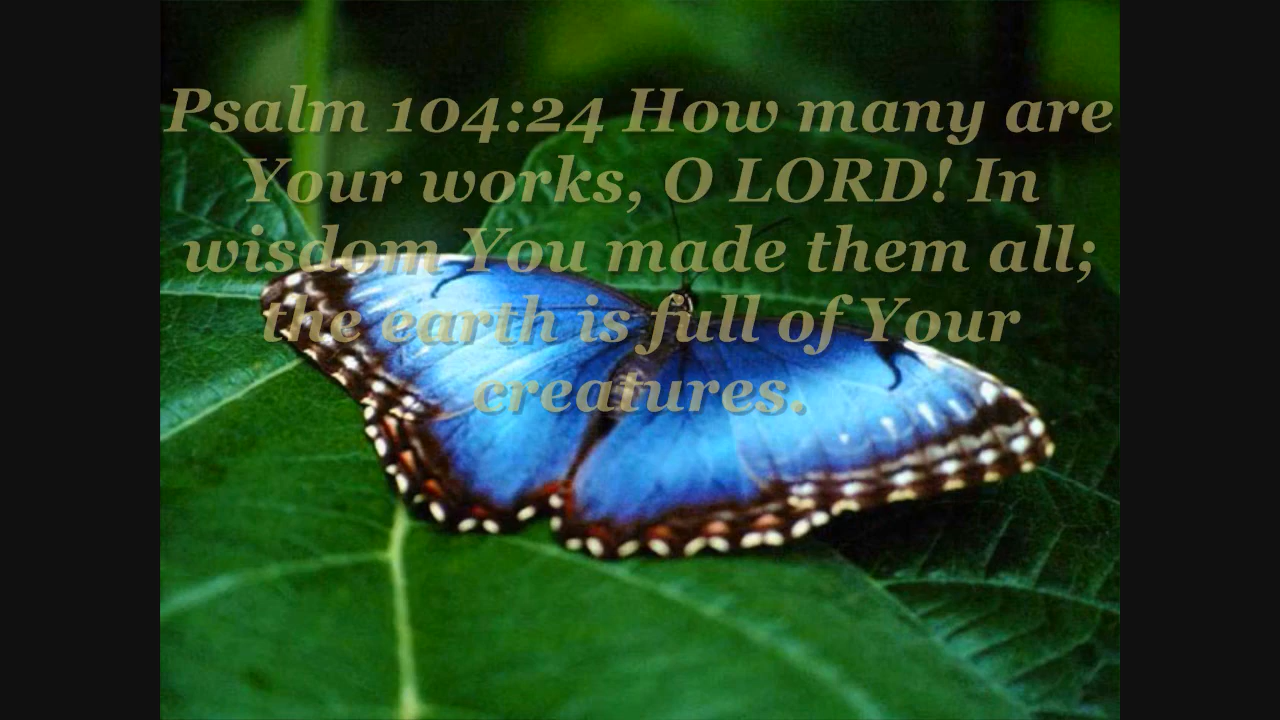 Psalm 104:24 How many are
Your works, O LORD! In
wisdom You made them all;
the earth is full of Your
creatures.